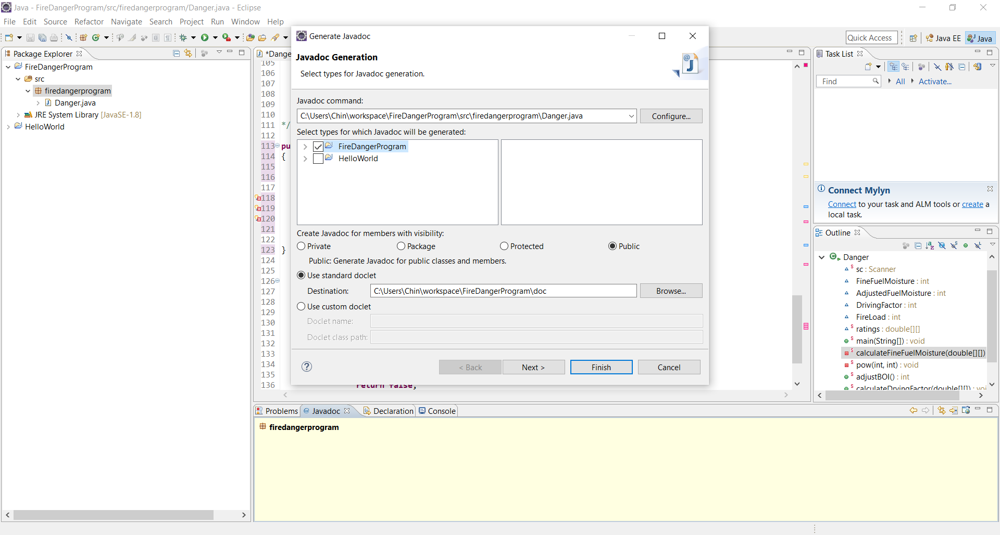 Java - FireDangerProgram/src/firedangerprogram/Danger.java - Eclipse
File Edit Source Refactor Navigate Search Project Run Window Help
Quick Access
Java EE
Java
Package Explorer
FireDangerProgram
src
firedangerprogram
Danger.java
JRE System Library [JavaSE-1.8]
HelloWorld
*Dange
105
106
107
108
109
110
111 */
112
113 pu
114 {
115
116
117
118
119
120
121
122
123 }
124
125
126
127
128
129
130
131
132
133
134
135
136 return false;
Generate Javadoc
Javadoc Generation
Select types for Javadoc generation.
Javadoc command:
C:\Users\Chin\workspace\FireDangerProgram\src\firedangerprogram\Danger.java
Configure...
Select types for which Javadoc will be generated:
FireDangerProgram
HelloWorld
Create Javadoc for members with visibility:
Private Package Protected Public
Public: Generate Javadoc for public classes and members.
Use standard doclet
Destination: C:\Users\Chin\workspace\FireDangerProgram\doc Browse...
Use custom doclet
Doclet name:
Doclet class path:
< Back Next > Finish Cancel
Task List
Find All Activate...
Connect Mylyn
Connect to your task and ALM tools or create a
local task.
Outline
Danger
sc : Scanner
FineFuelMoisture : int
AdjustedFuelMoisture : int
DrivingFactor : int
FireLoad : int
ratings : double[][]
main(String[]) : void
calculateFineFuelMoisture(double[][])
pow(int, int) : void
adjustBOI() : int
calculateDrvingFactor(double[][]) : voi
Problems @ Javadoc Declaration Console
firedangerprogram